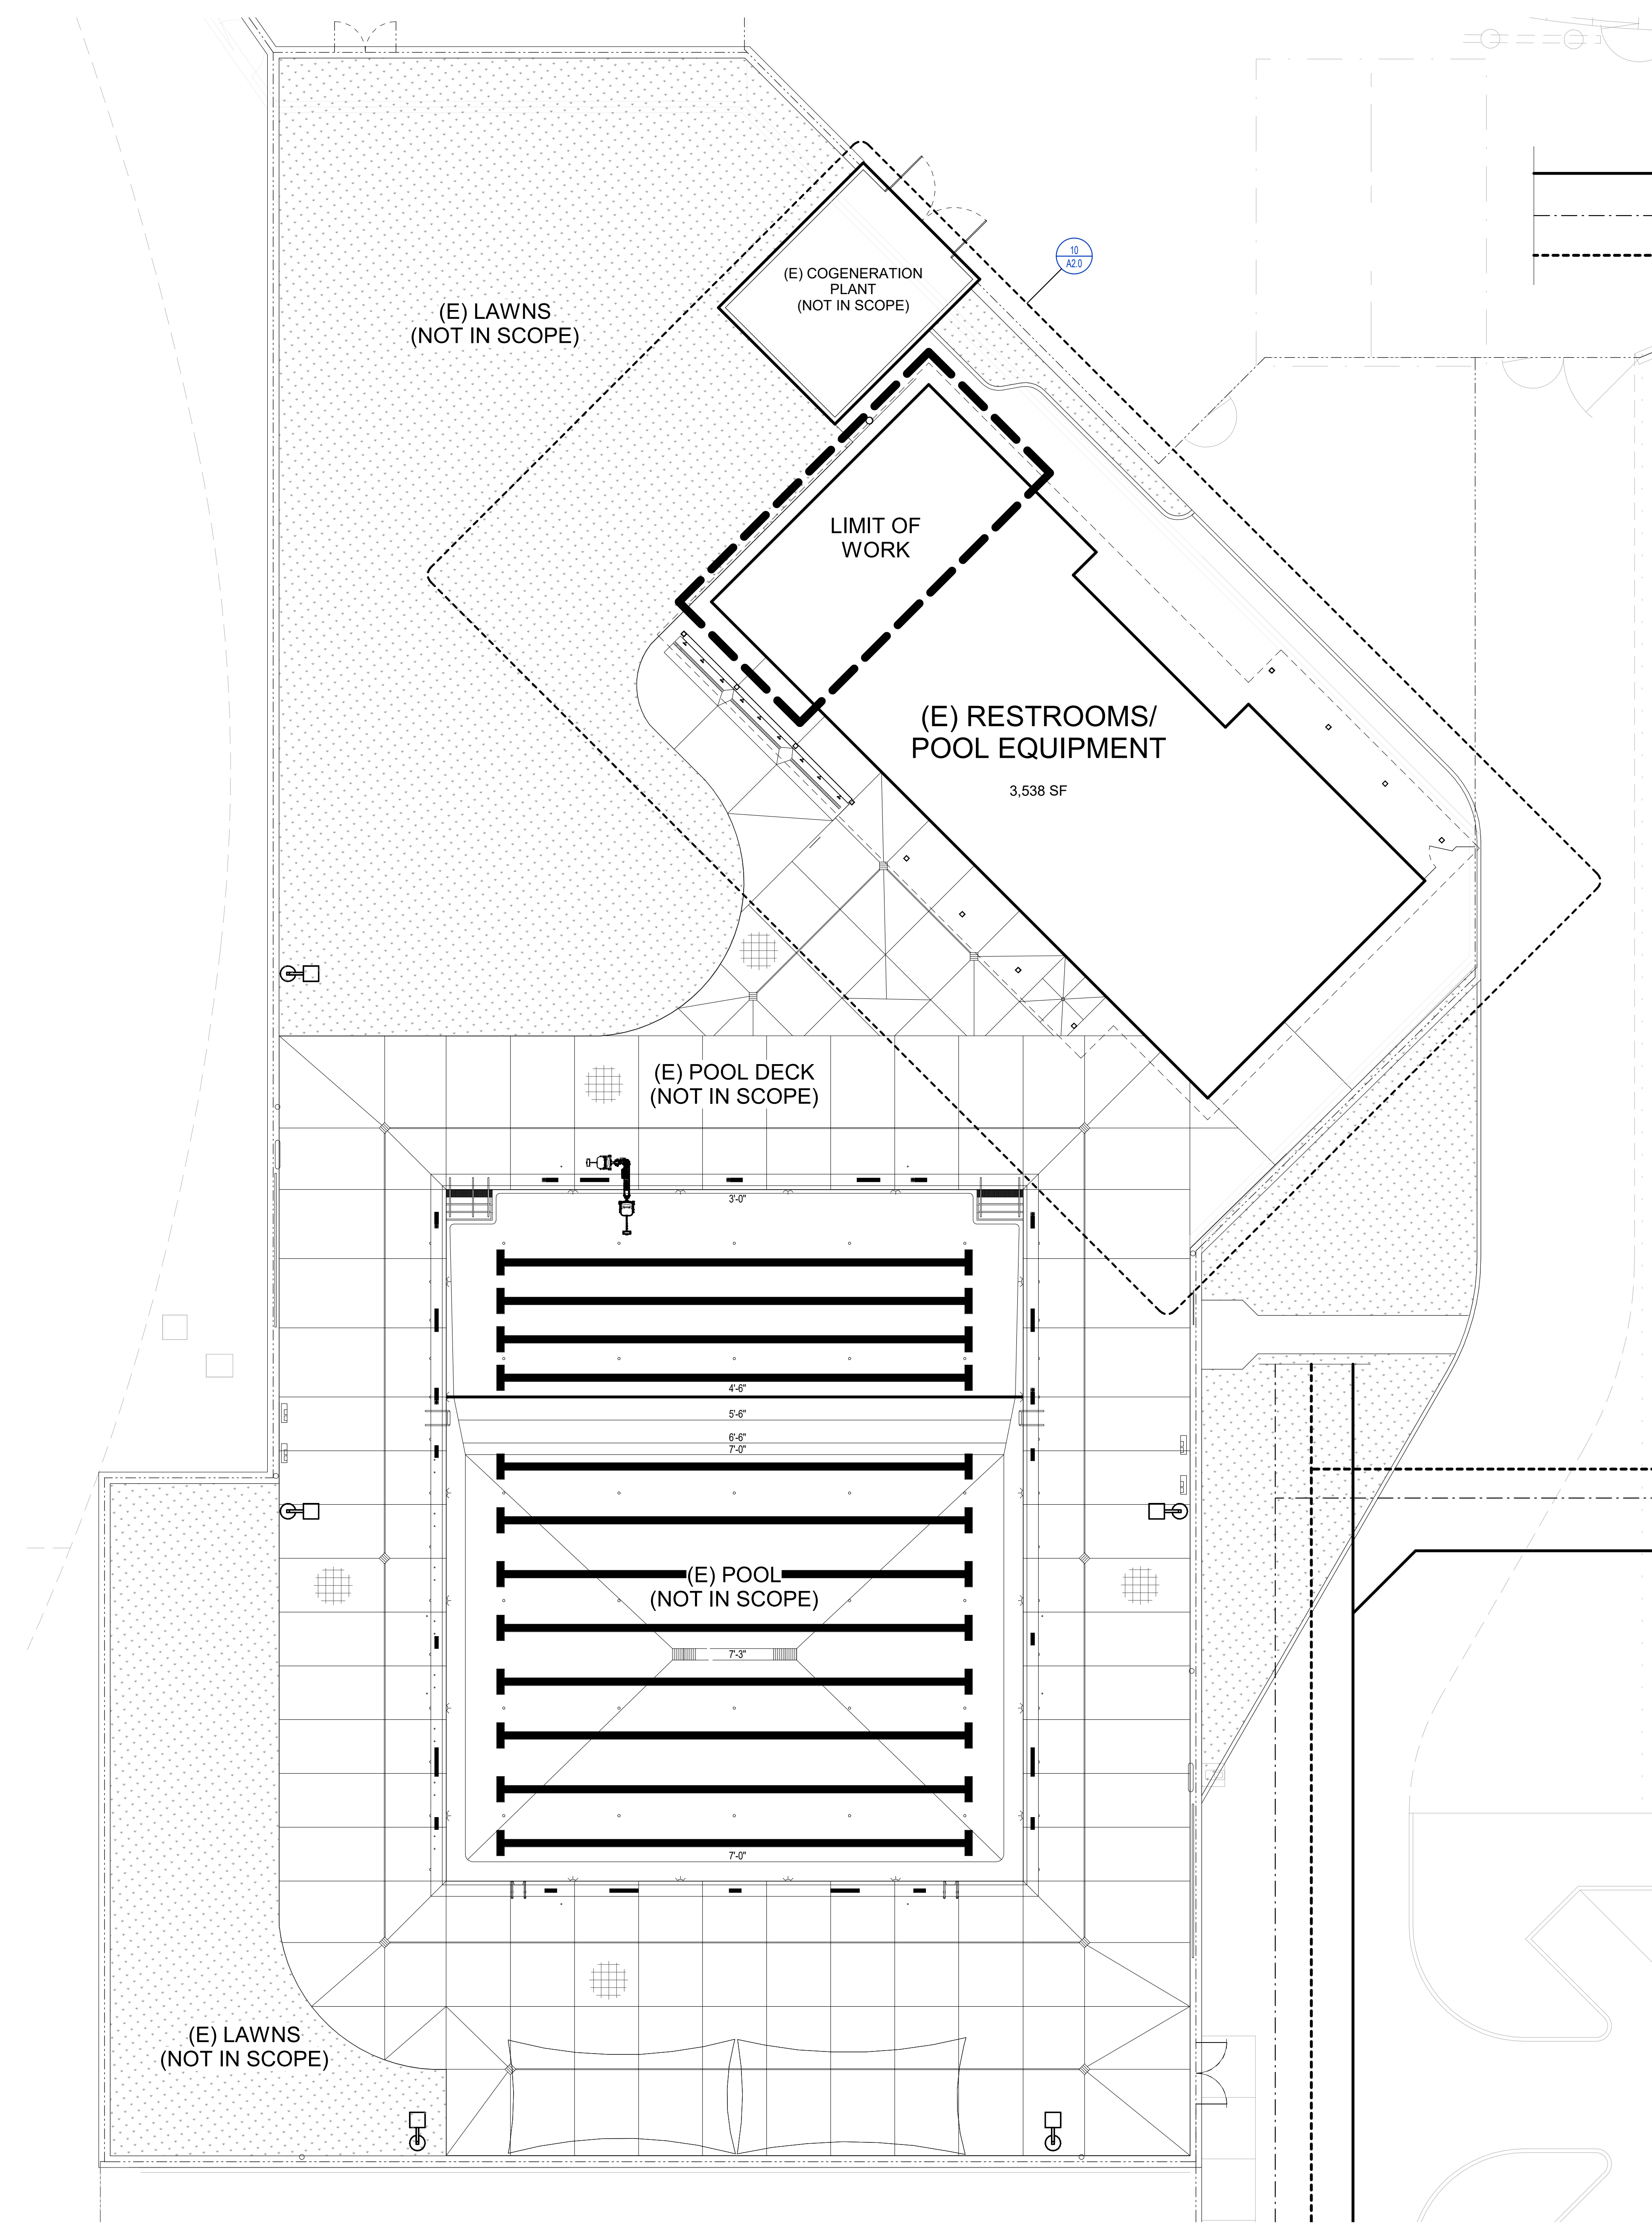 10
A2.0
(E) COGENERATION
PLANT
(NOT IN SCOPE)
(E) LAWNS
(NOT IN SCOPE)
LIMIT OF
WORK
(E) RESTROOMS/
POOL EQUIPMENT
3,538 SF
(E) POOL DECK
(NOT IN SCOPE)
3'-0"
4'-6"
5'-6"
6'-6"
7'-0"
(E) POOL
(NOT IN SCOPE)
7'-3"
7'-0"
(E) LAWNS
(NOT IN SCOPE)